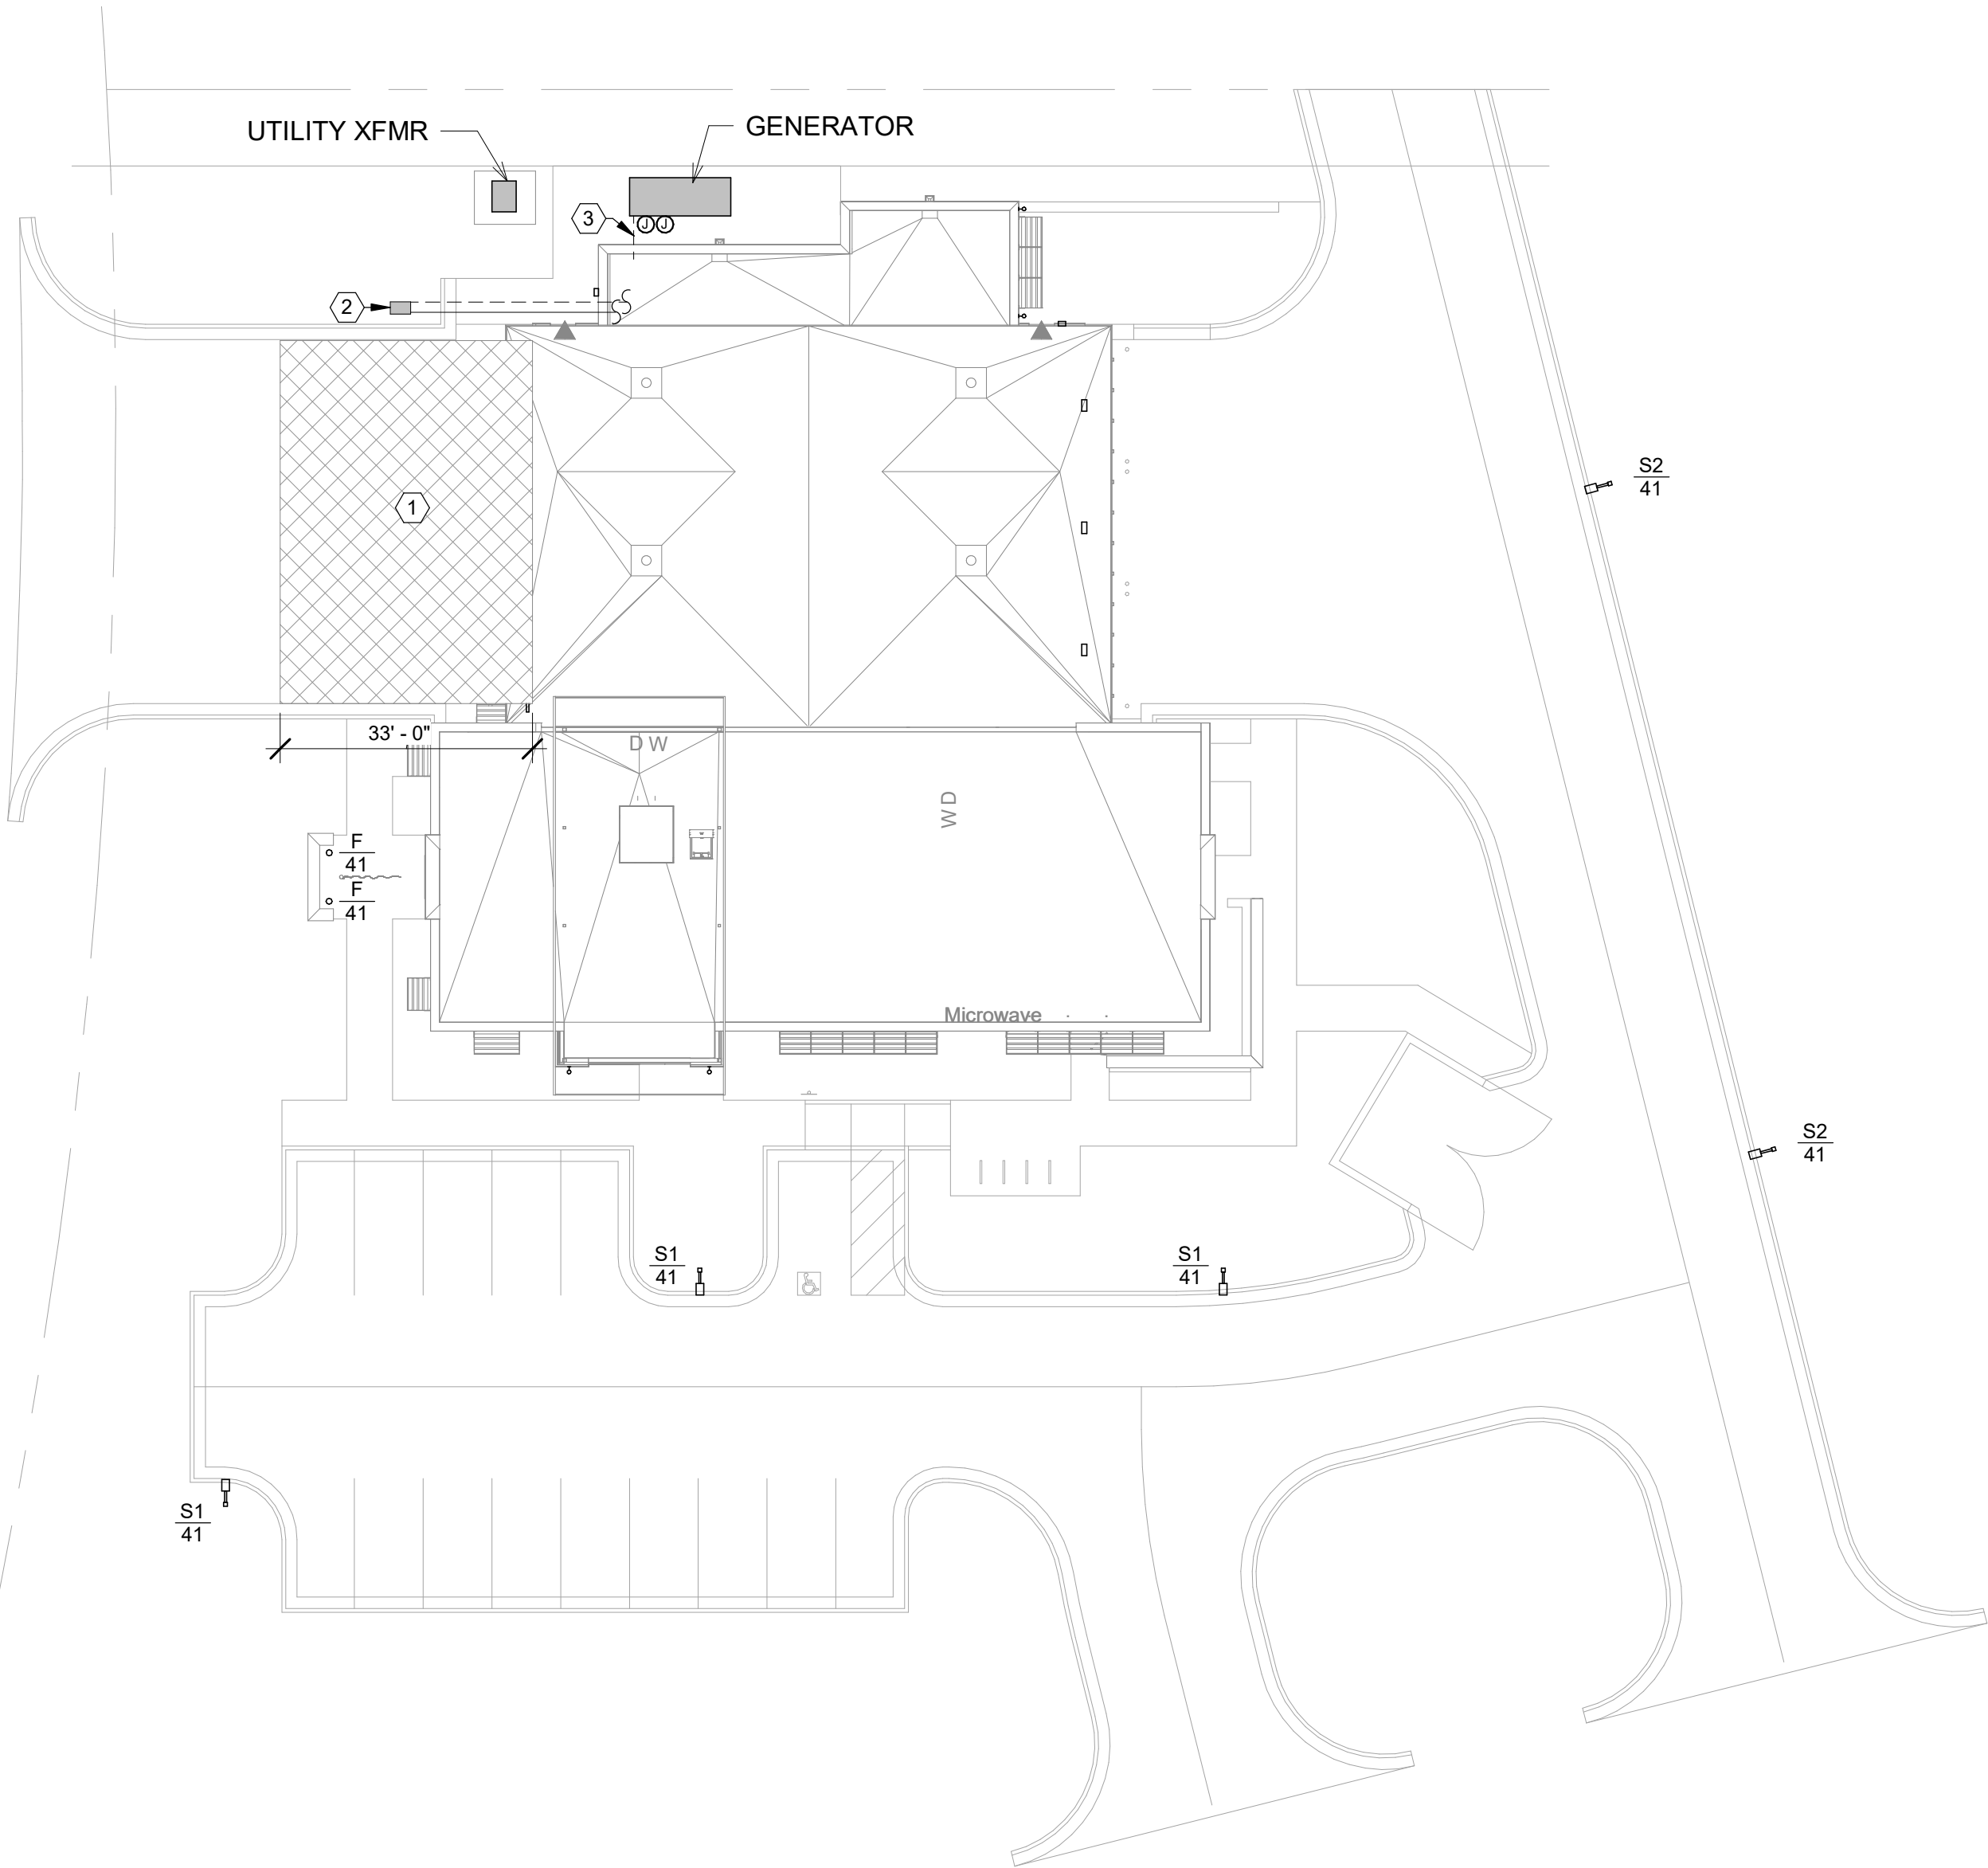 UTILITY XFMR
GENERATOR
3
J J
2
S2
41
1
33' - 0"
D W
W D
F
41
F
41
Microwave
S2
41
S1
41
S1
41
S1
41